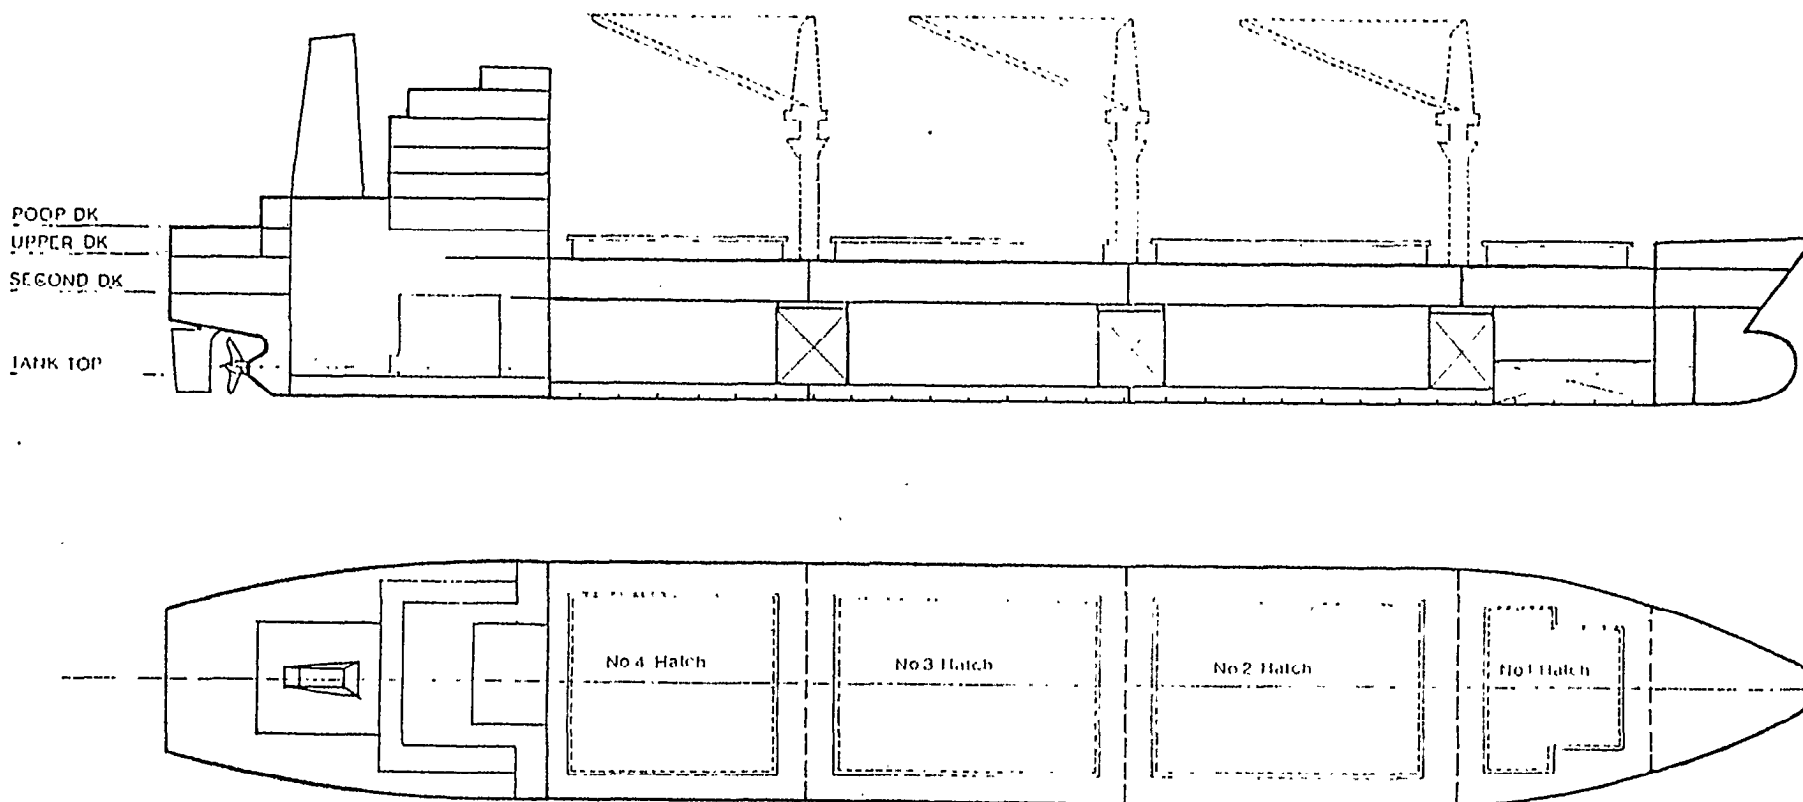 POOP DK
UPPER DK
SECOND DK
TANK TOP
No 4 Hatch
No 3 Hatch
No 2 Hatch
No 1 Hatch